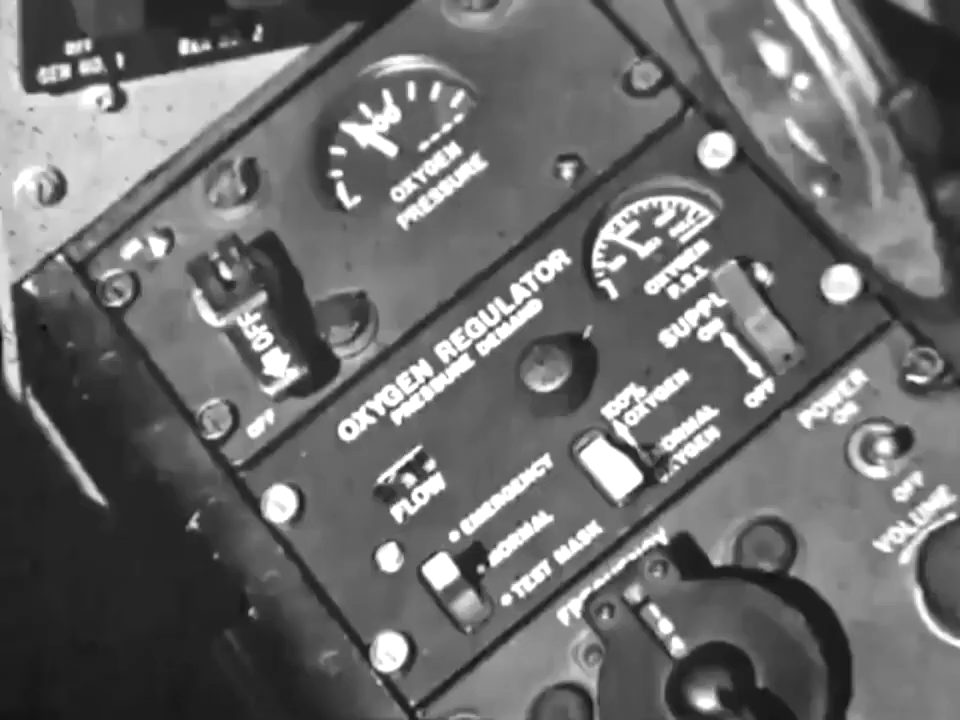 OFF
GEN NO. 1
OXYGEN
PRESSURE
OFF
OFF
OXYGEN REGULATOR
PRESSURE DEMAND
OXYGEN
P.S.I.
SUPPLY
ON
OFF
100%
OXYGEN
NORMAL
OXYGEN
FLOW
EMERGENCY
NORMAL
TEST MASK
POWER
ON
OFF
VOLUME
FREQUENCY